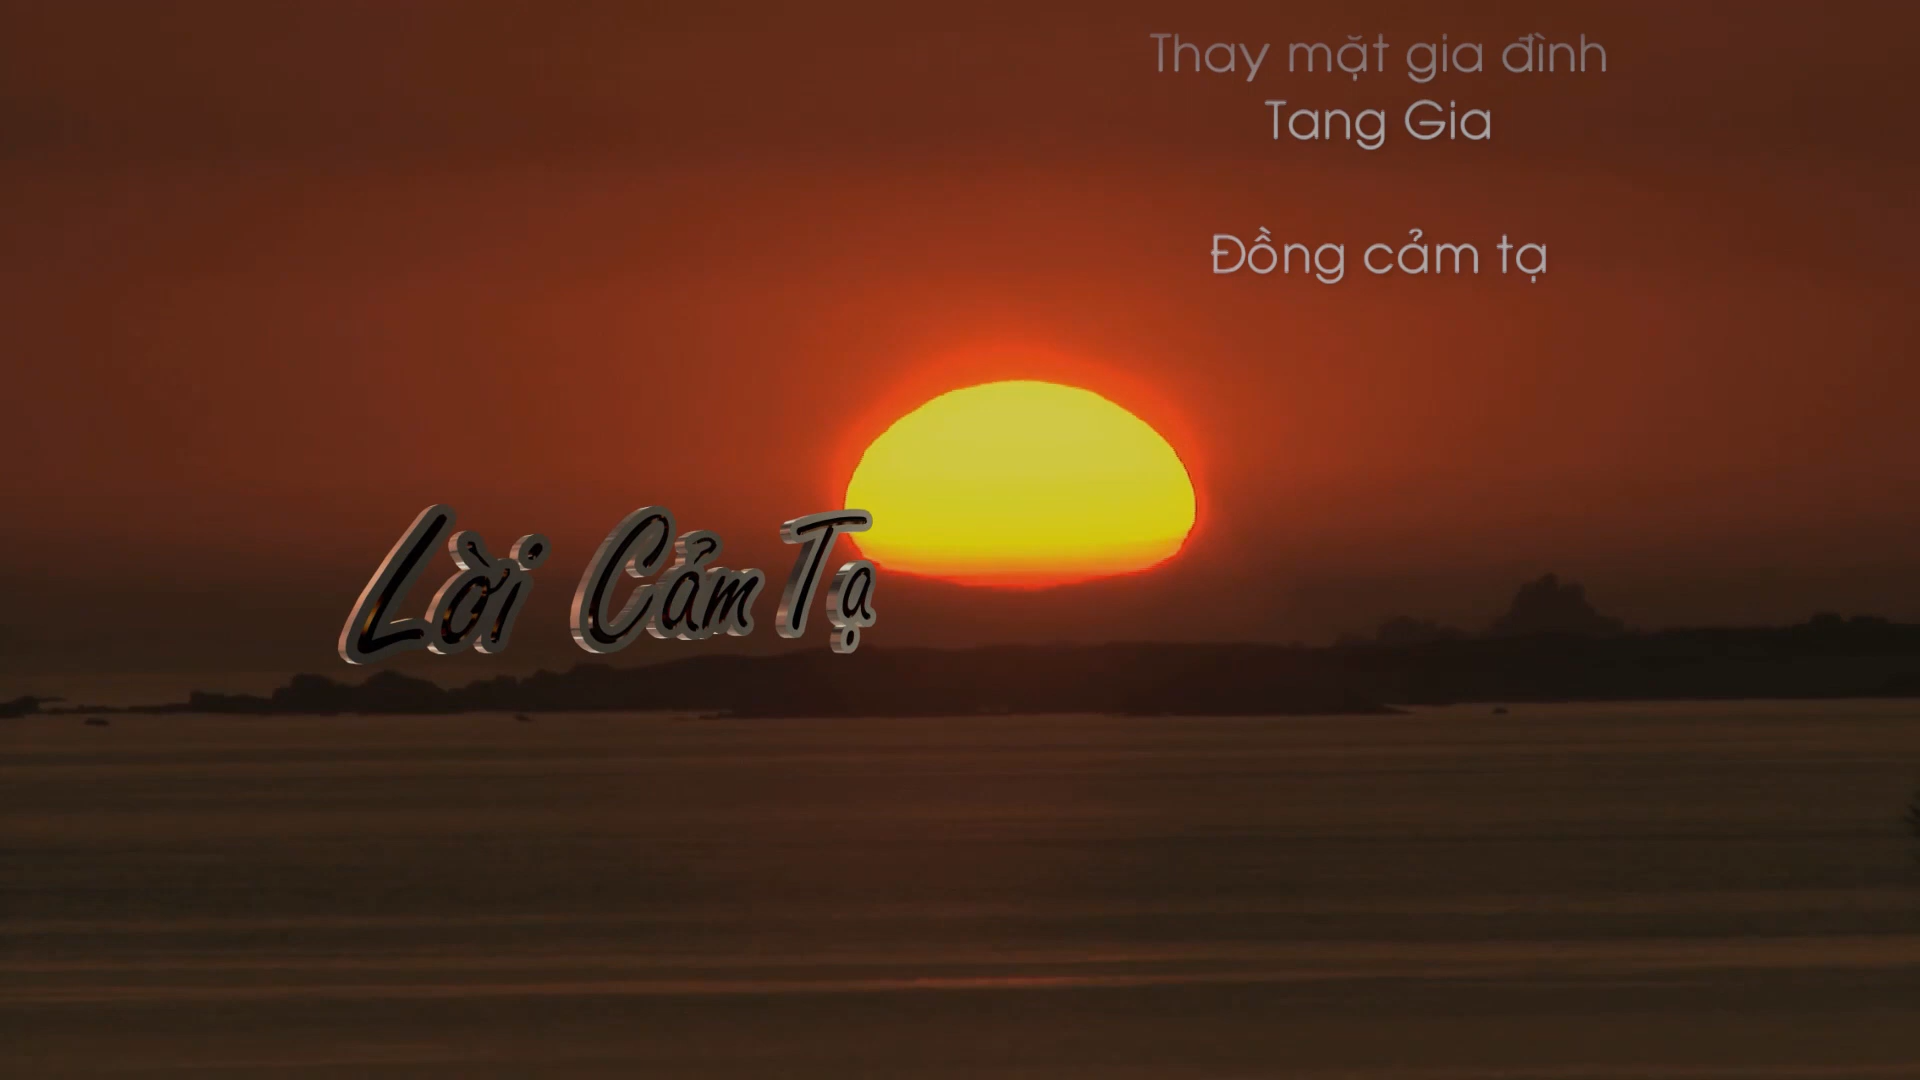 Thay mặt gia đình
Tang Gia
Đồng cảm tạ
Lời Cảm Tạ